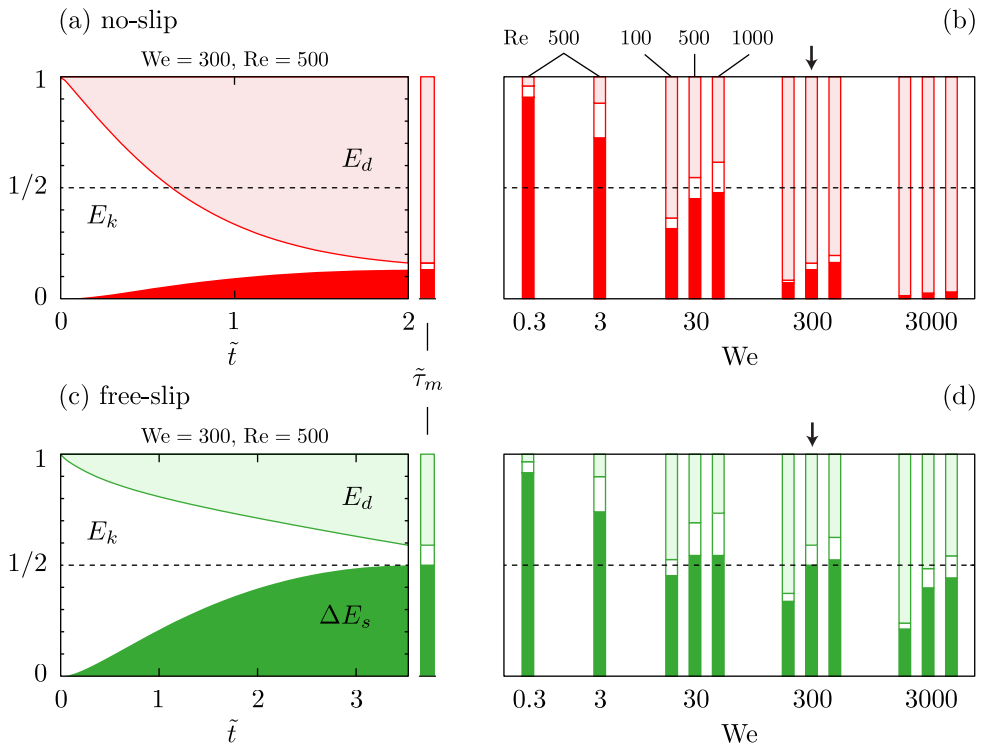 (a) no-slip
We = 300, Re = 500
1
1/2
0
E_d
E_k
0 1 2
t̃
τ̃_m
(b)
Re 500 100 500 1000
0.3 3 30 300 3000
We
(c) free-slip
We = 300, Re = 500
1
1/2
0
E_d
E_k
ΔE_s
0 1 2 3
t̃
(d)
0.3 3 30 300 3000
We